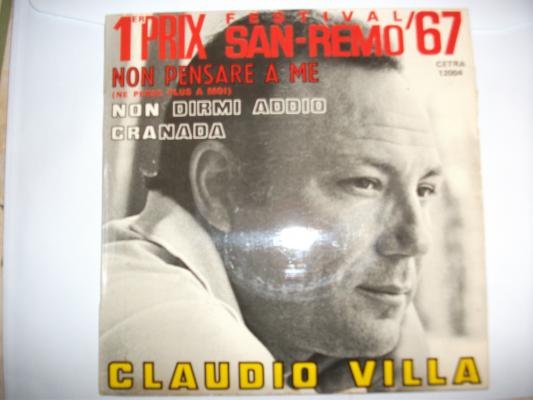 1ER PRIX FESTIVAL SAN-REMO '67
CETRA
12004
NON PENSARE A ME
(NE PENSE PLUS A MOI)
NON DIRMI ADDIO
GRANADA
CLAUDIO VILLA